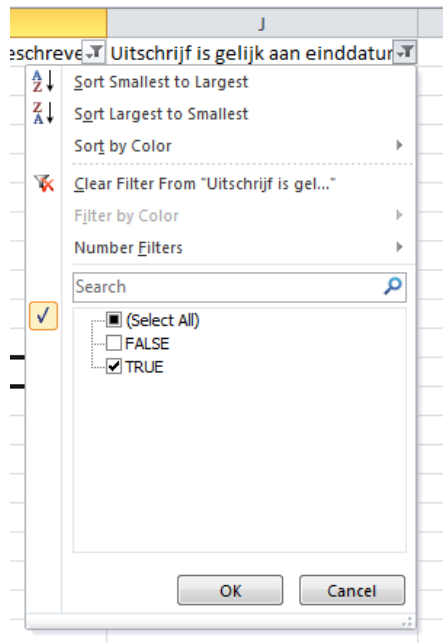 J
eschreve Uitschrijf is gelijk aan einddatur
Sort Smallest to Largest
Sort Largest to Smallest
Sort by Color
Clear Filter From "Uitschrijf is gel..."
Filter by Color
Number Filters
Search
(Select All)
FALSE
TRUE
OK Cancel